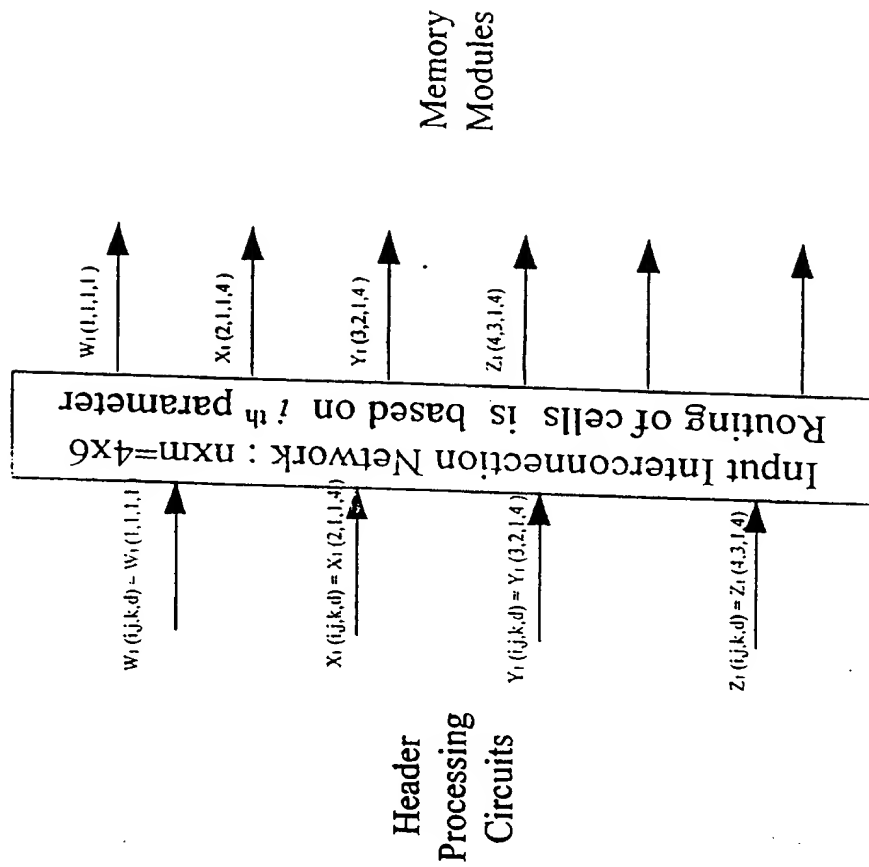 Header
Processing
Circuits
W1(i,j,k,d) = W1(1,1,1,1
X1(i,j,k,d) = X1(2,1,1,4)
Y1(i,j,k,d) = Y1(3,2,1,4)
Z1(i,j,k,d) = Z1(4,3,1,4)
Input Interconnection Network : nxm=4x6
Routing of cells is based on i th parameter
W1(1,1,1,1)
X1(2,1,1,4)
Y1(3,2,1,4)
Z1(4,3,1,4)
Memory
Modules